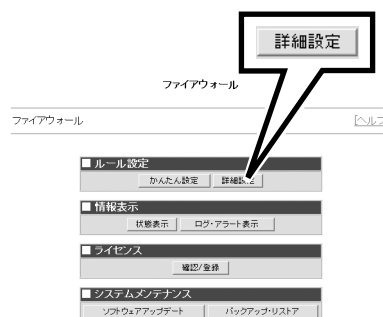 詳細設定
ファイアウォール
ファイアウォール [ヘルプ
■ ルール設定
かんたん設定 詳細設定
■ 情報表示
状態表示 ログ・アラート表示
■ ライセンス
確認/登録
■ システムメンテナンス
ソフトウェアアップデート バックアップ・リストア